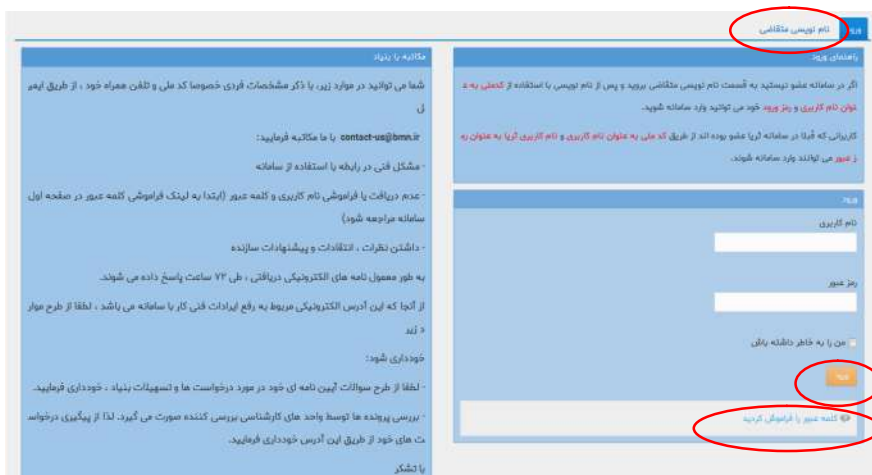 ورود
نام نویسی متقاضی
راهنمای ورود
اگر در سامانه عضو نیستید به قسمت نام نویسی متقاضی بروید و پس از نام نویسی با استفاده از کدملی به ع
نوان نام کاربری و رمز ورود خود می توانید وارد سامانه شوید.
کاربرانی که قبلا در سامانه ثریا عضو بوده اند از طریق کد ملی به عنوان نام کاربری و نام کاربری ثریا به عنوان رم
ز عبور می توانند وارد سامانه شوند.
ورود
نام کاربری
رمز عبور
من را به خاطر داشته باش
ورود
کلمه عبور را فراموش کردید
مکاتبه با بنیاد
شما می توانید در موارد زیر، با ذکر مشخصات فردی خصوصا کد ملی و تلفن همراه خود ، از طریق ایمی
ل
contact-us@bmn.ir با ما مکاتبه فرمایید:
- مشکل فنی در رابطه با استفاده از سامانه
- عدم دریافت یا فراموشی نام کاربری و کلمه عبور (ابتدا به لینک فراموشی کلمه عبور در صفحه اول
سامانه مراجعه شود)
- داشتن نظرات ، انتقادات و پیشنهادات سازنده
به طور معمول نامه های الکترونیکی دریافتی ، طی ۷۲ ساعت پاسخ داده می شوند.
از آنجا که این آدرس الکترونیکی مربوط به رفع ایرادات فنی کار با سامانه می باشد ، لطفا از طرح موار
د زیر
خودداری شود:
- لطفا از طرح سوالات آیین نامه ای خود در مورد درخواست ها و تسهیلات بنیاد ، خودداری فرمایید.
- بررسی پرونده ها توسط واحد های کارشناسی بررسی کننده صورت می گیرد. لذا از پیگیری درخواس
ت های خود از طریق این آدرس خودداری فرمایید.
با تشکر